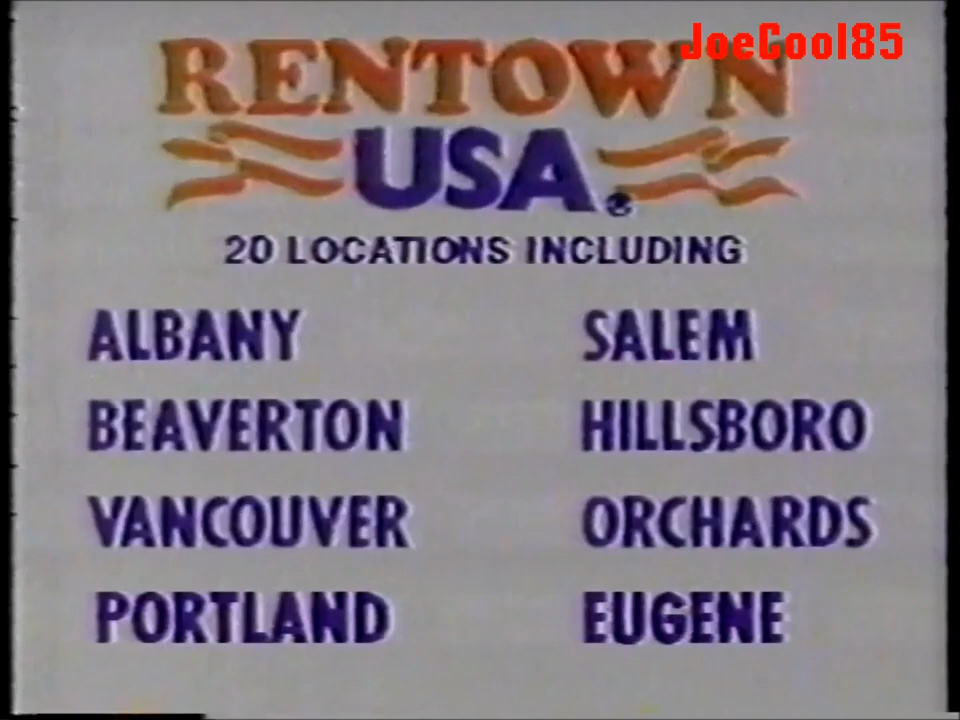 JoeCool85
RENTOWN
USA®
20 LOCATIONS INCLUDING
ALBANY SALEM
BEAVERTON HILLSBORO
VANCOUVER ORCHARDS
PORTLAND EUGENE